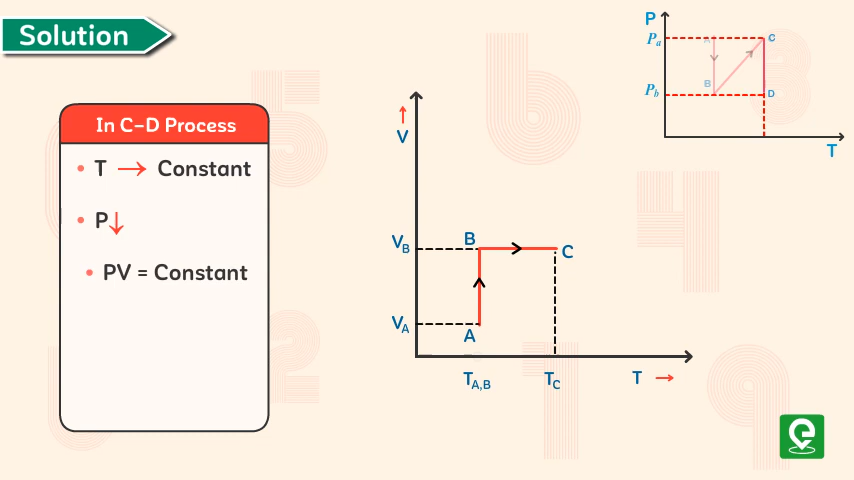 Solution
In C-D Process
• T → Constant
• P↓
• PV = Constant
↑
V
V_B
B
C
V_A
A
T_A,B
T_C
T →
P
P_a
A
C
P_b
B
D
T